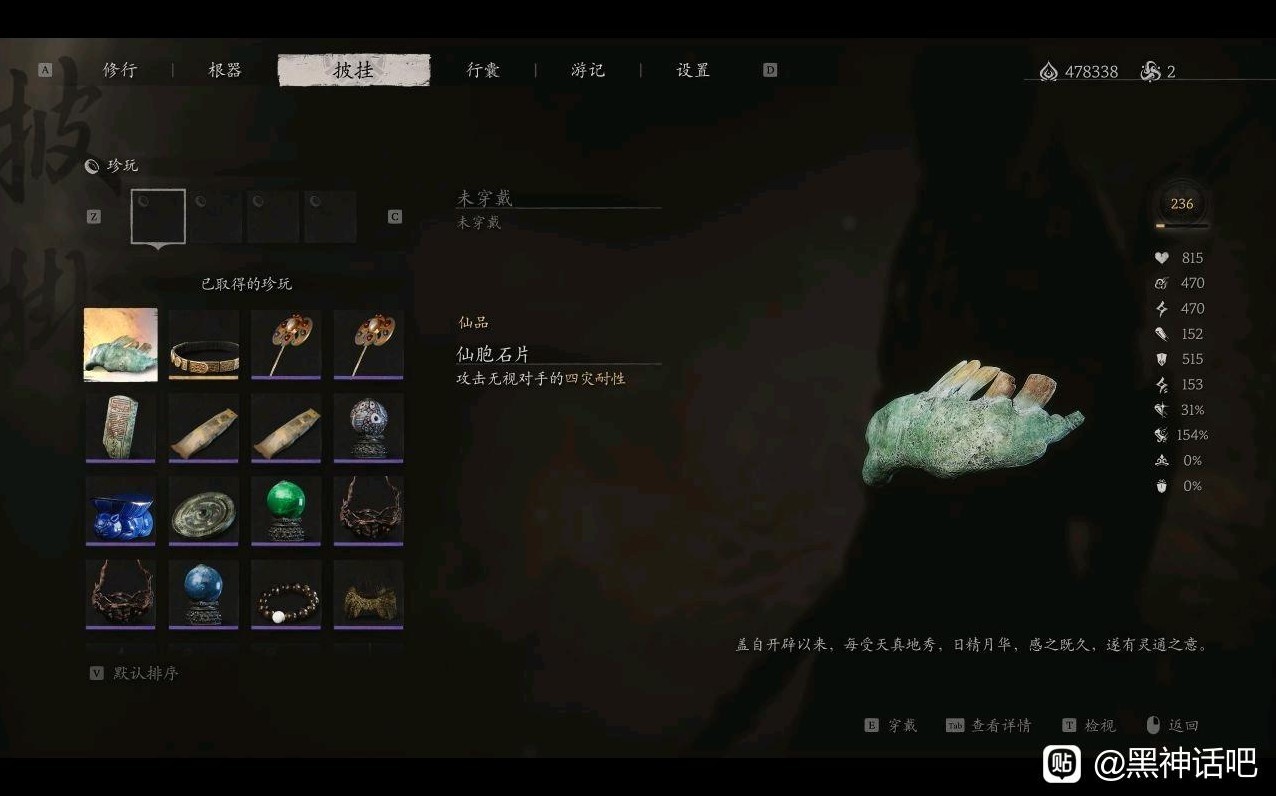 A 修行 根器 披挂 行囊 游记 设置 D
478338 2
披挂
珍玩
Z C
已取得的珍玩
V 默认排序
未穿戴
未穿戴
仙品
仙胞石片
攻击无视对手的四灾耐性
236
815
470
470
152
515
153
31%
154%
0%
0%
盖自开辟以来，每受天真地秀，日精月华，感之既久，遂有灵通之意。
E 穿戴 Tab 查看详情 T 检视 返回
贴 @黑神话吧